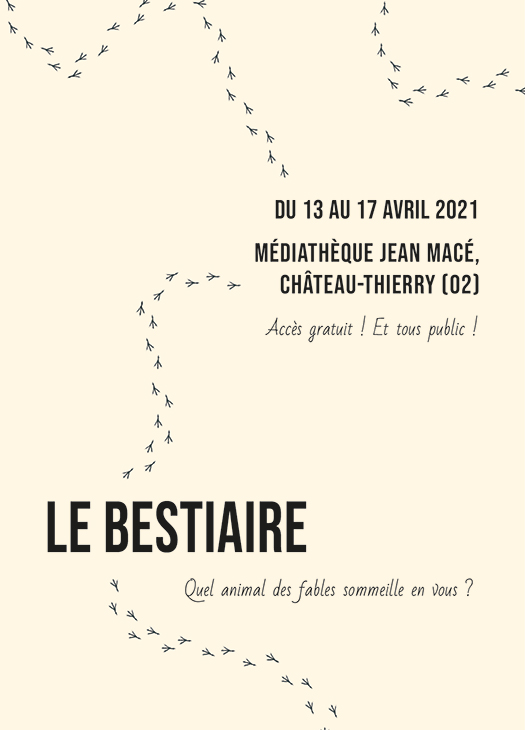 DU 13 AU 17 AVRIL 2021
MÉDIATHÈQUE JEAN MACÉ,
CHÂTEAU-THIERRY (02)
Accès gratuit ! Et tous public !
LE BESTIAIRE
Quel animal des fables sommeille en vous ?